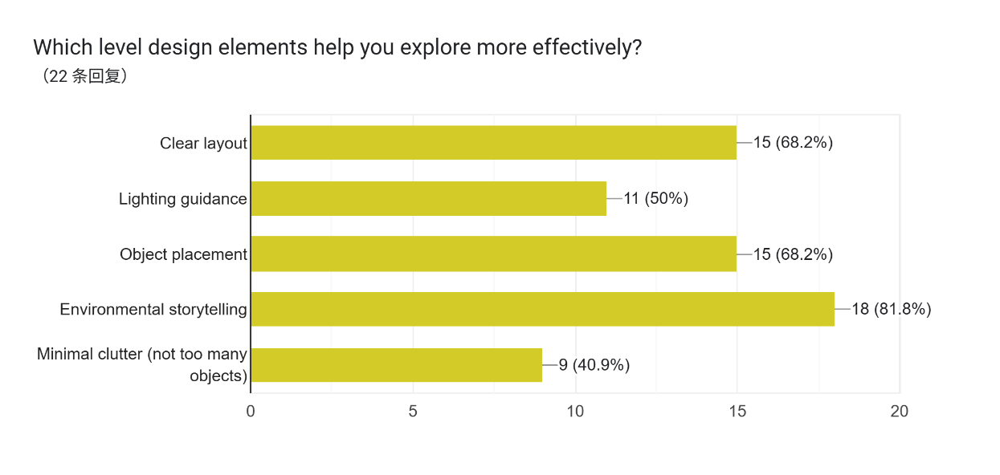 Which level design elements help you explore more effectively?
（22 条回复）
Clear layout
15 (68.2%)
Lighting guidance
11 (50%)
Object placement
15 (68.2%)
Environmental storytelling
18 (81.8%)
Minimal clutter (not too many
objects)
9 (40.9%)
0
5
10
15
20